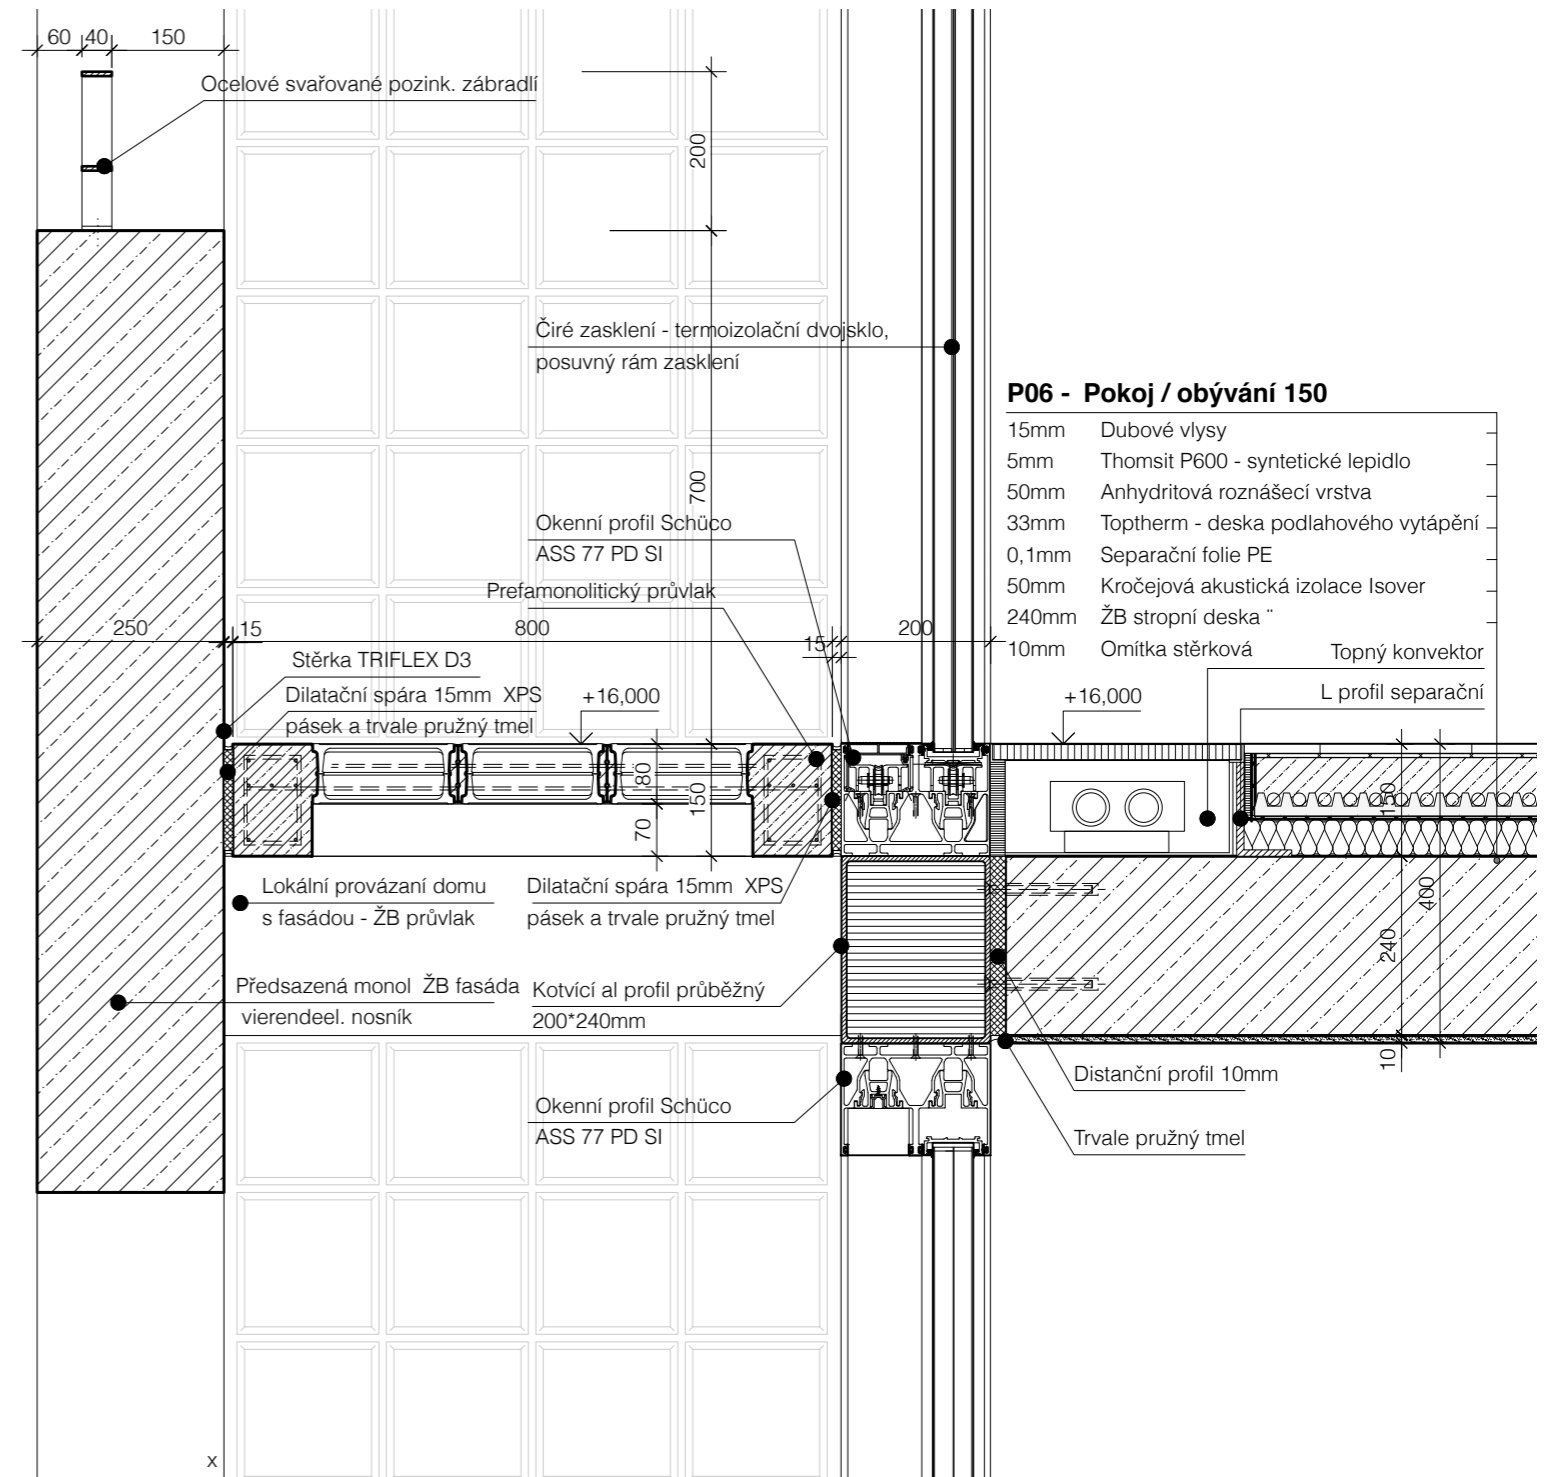 60 40 150
Ocelové svařované pozink. zábradlí
200
Čiré zasklení - termoizolační dvojsklo,
posuvný rám zasklení
P06 - Pokoj / obývání 150
15mm Dubové vlysy
5mm Thomsit P600 - syntetické lepidlo
50mm Anhydritová roznášecí vrstva
33mm Toptherm - deska podlahového vytápění
0,1mm Separační folie PE
50mm Kročejová akustická izolace Isover
240mm ŽB stropní deska ¨
10mm Omítka stěrková
700
Okenní profil Schüco
ASS 77 PD SI
Prefamonolitický průvlak
250 15 800 15 200
Topný konvektor
L profil separační
Stěrka TRIFLEX D3
Dilatační spára 15mm XPS
pásek a trvale pružný tmel
+16,000
+16,000
80
70
150
150
400
240
10
Lokální provázaní domu
s fasádou - ŽB průvlak
Dilatační spára 15mm XPS
pásek a trvale pružný tmel
Předsazená monol ŽB fasáda
vierendeel. nosník
Kotvící al profil průběžný
200*240mm
Distanční profil 10mm
Okenní profil Schüco
ASS 77 PD SI
Trvale pružný tmel
x